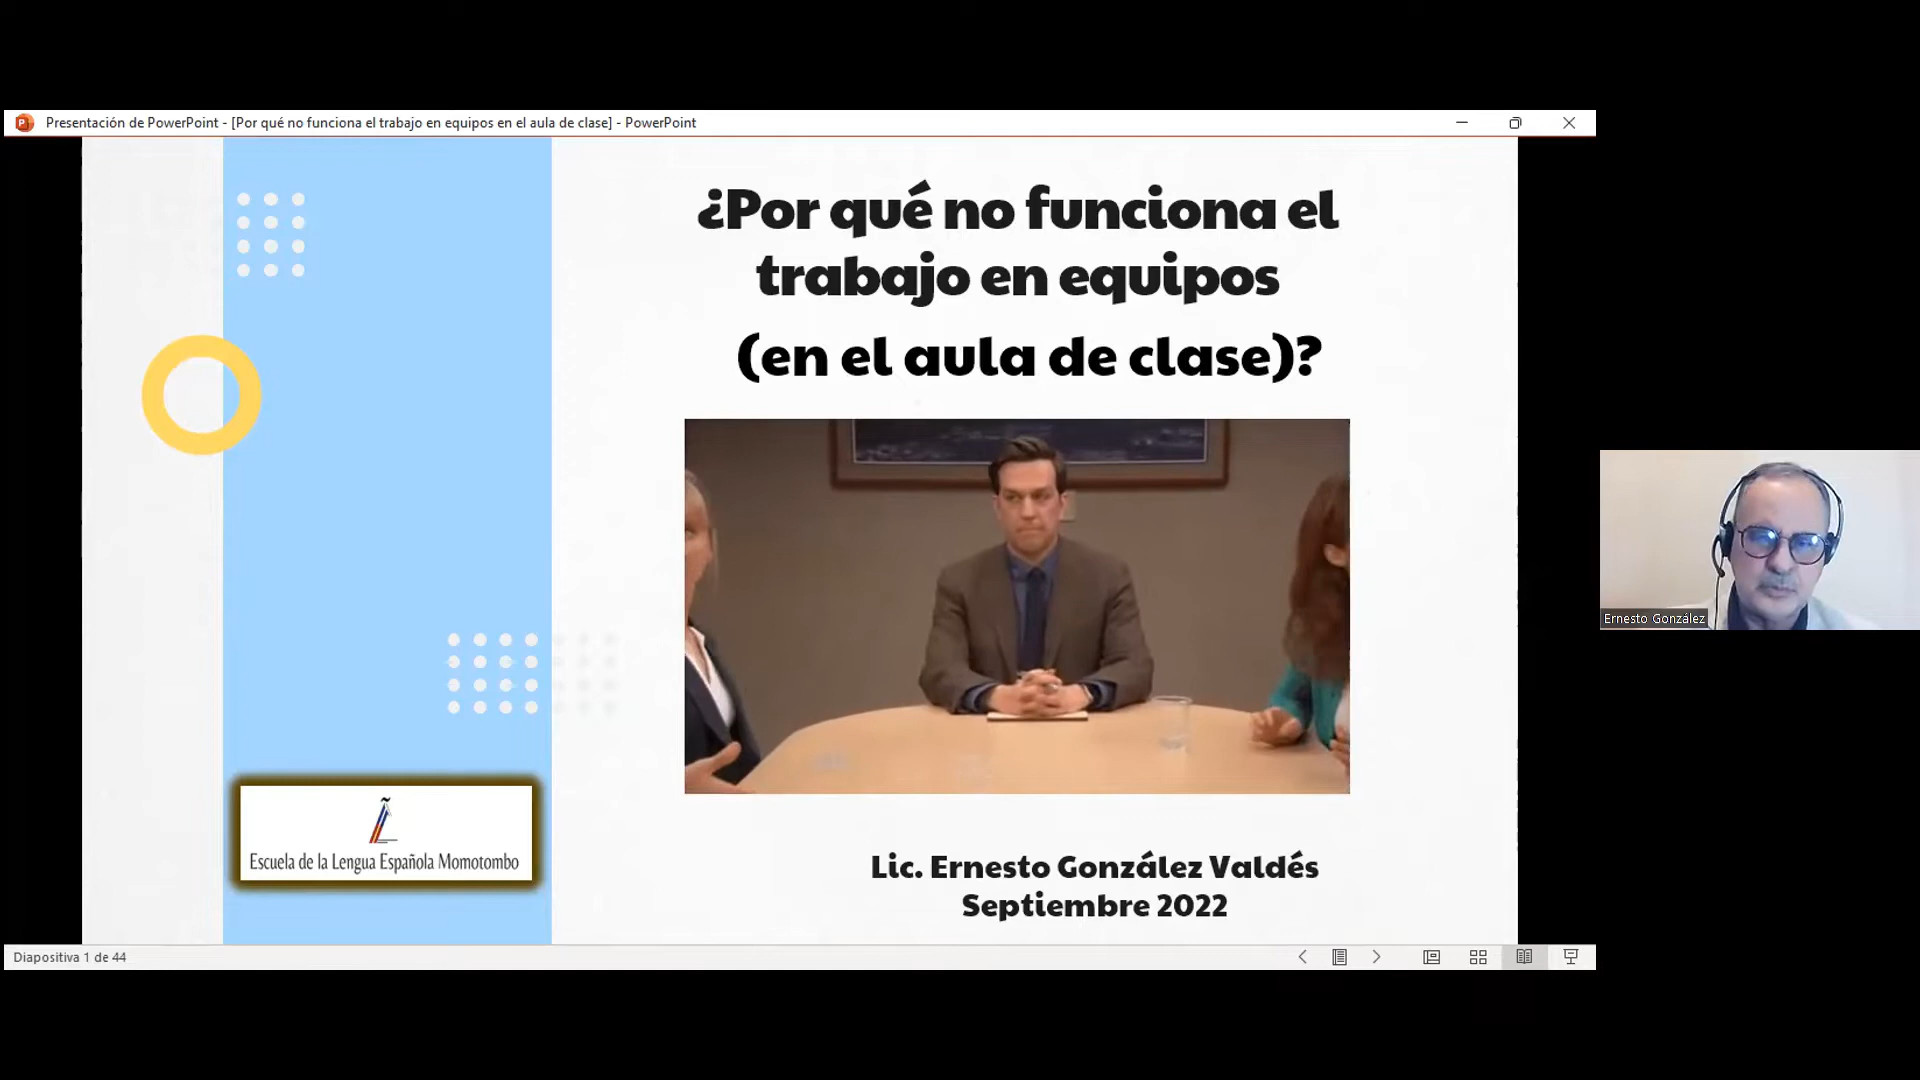 Presentación de PowerPoint - [Por qué no funciona el trabajo en equipos en el aula de clase] - PowerPoint
¿Por qué no funciona el
trabajo en equipos
(en el aula de clase)?
Ernesto González
Escuela de la Lengua Española Momotombo
Lic. Ernesto González Valdés
Septiembre 2022
Diapositiva 1 de 44